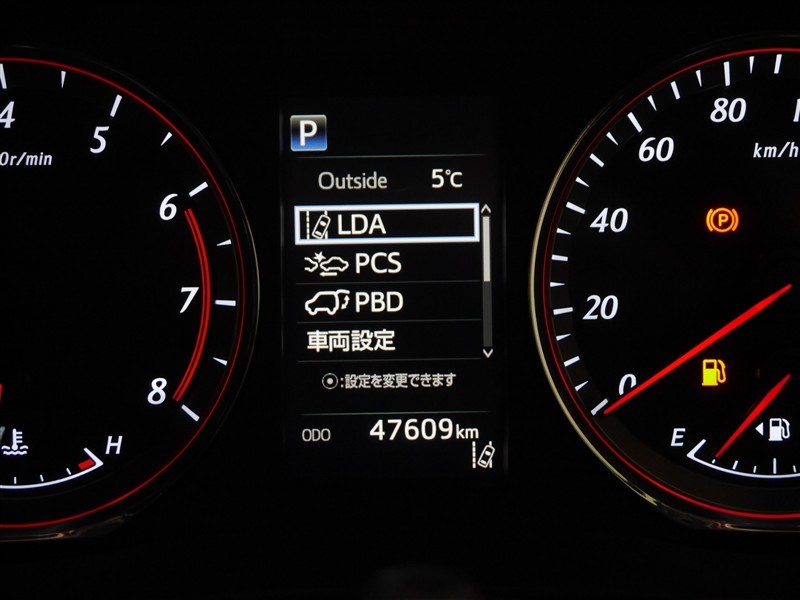 4
5
0r/min
6
7
8
H
P
Outside 5℃
LDA
PCS
PBD
車両設定
:設定を変更できます
ODO 47609km
80
km/h
60
40
P
20
0
E